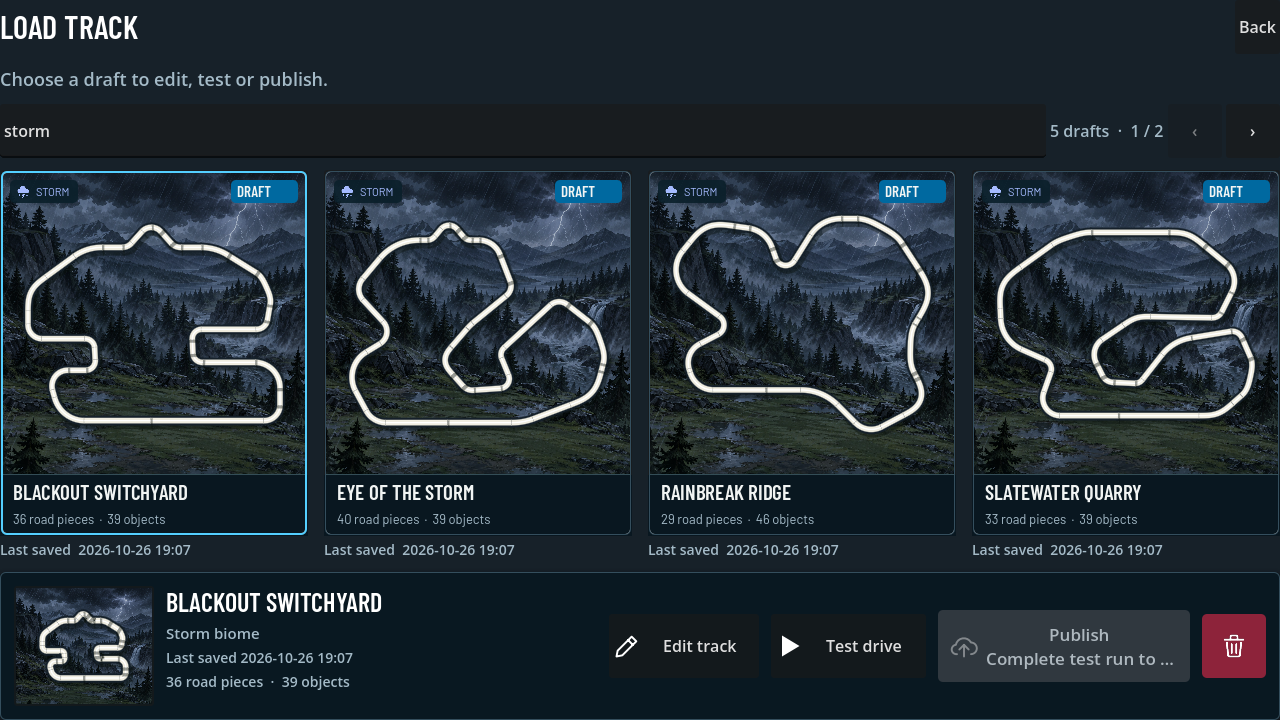 LOAD TRACK
Back
Choose a draft to edit, test or publish.
storm
5 drafts · 1 / 2
‹
›
STORM
DRAFT
STORM
DRAFT
STORM
DRAFT
STORM
DRAFT
BLACKOUT SWITCHYARD
36 road pieces · 39 objects
EYE OF THE STORM
40 road pieces · 39 objects
RAINBREAK RIDGE
29 road pieces · 46 objects
SLATEWATER QUARRY
33 road pieces · 39 objects
Last saved 2026-10-26 19:07
Last saved 2026-10-26 19:07
Last saved 2026-10-26 19:07
Last saved 2026-10-26 19:07
BLACKOUT SWITCHYARD
Storm biome
Last saved 2026-10-26 19:07
36 road pieces · 39 objects
Edit track
Test drive
Publish
Complete test run to ...